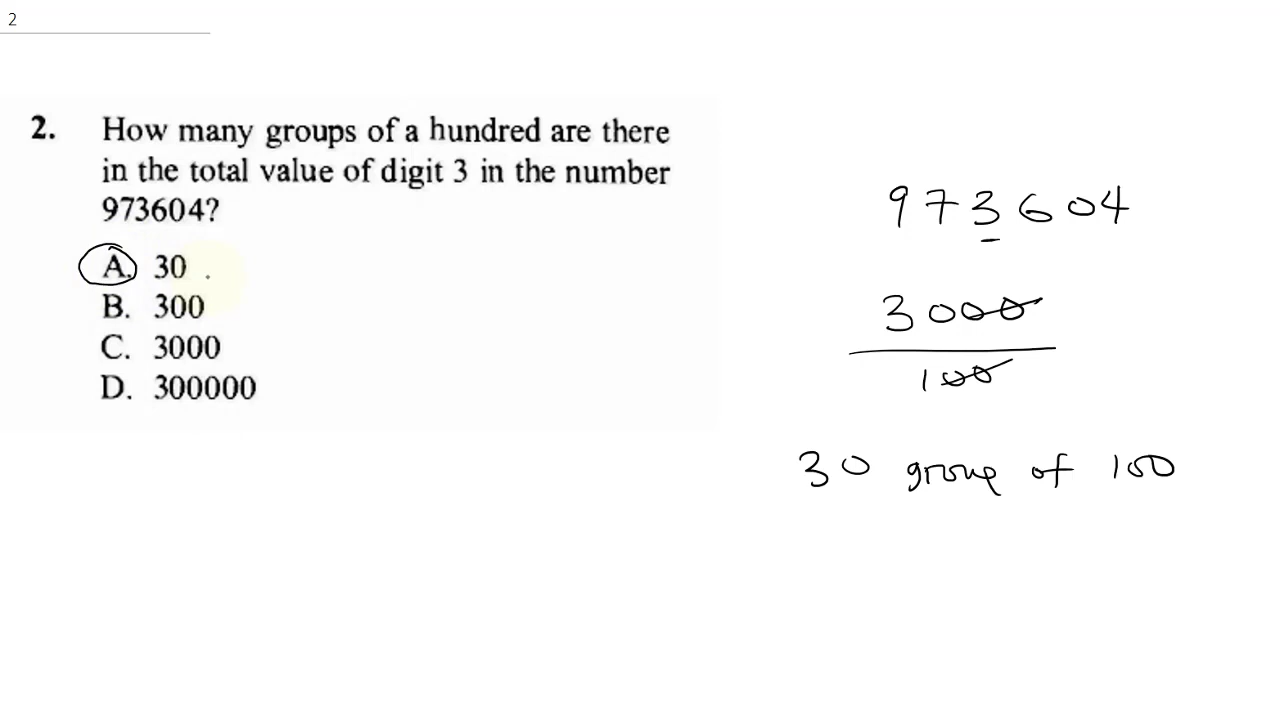 2
2. How many groups of a hundred are there
in the total value of digit 3 in the number
973604?
A. 30
B. 300
C. 3000
D. 300000
973604
3000
100
30 group of 100